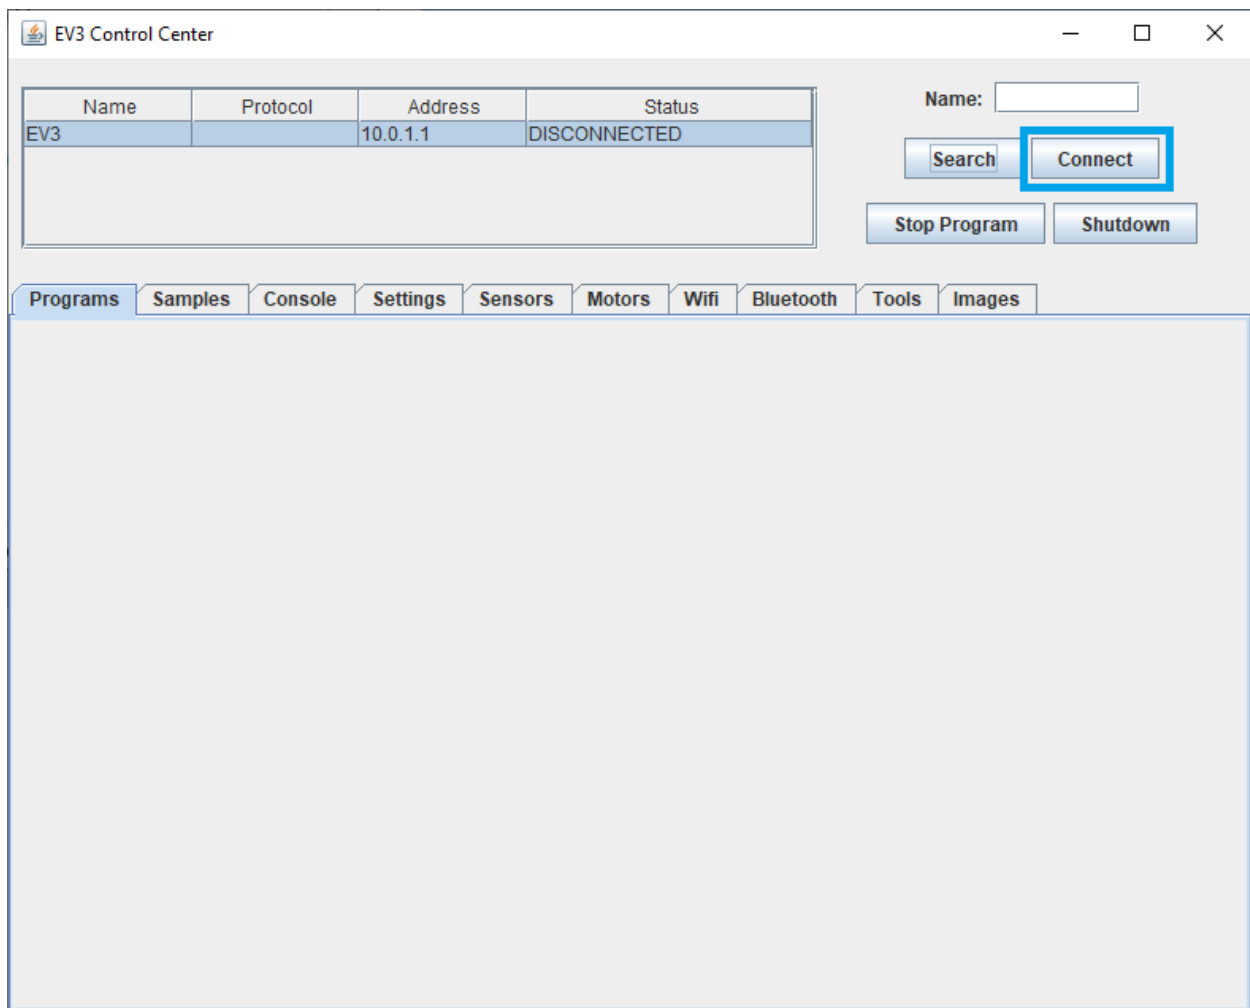 EV3 Control Center
Name Protocol Address Status
EV3 10.0.1.1 DISCONNECTED
Name:
Search Connect
Stop Program Shutdown
Programs Samples Console Settings Sensors Motors Wifi Bluetooth Tools Images